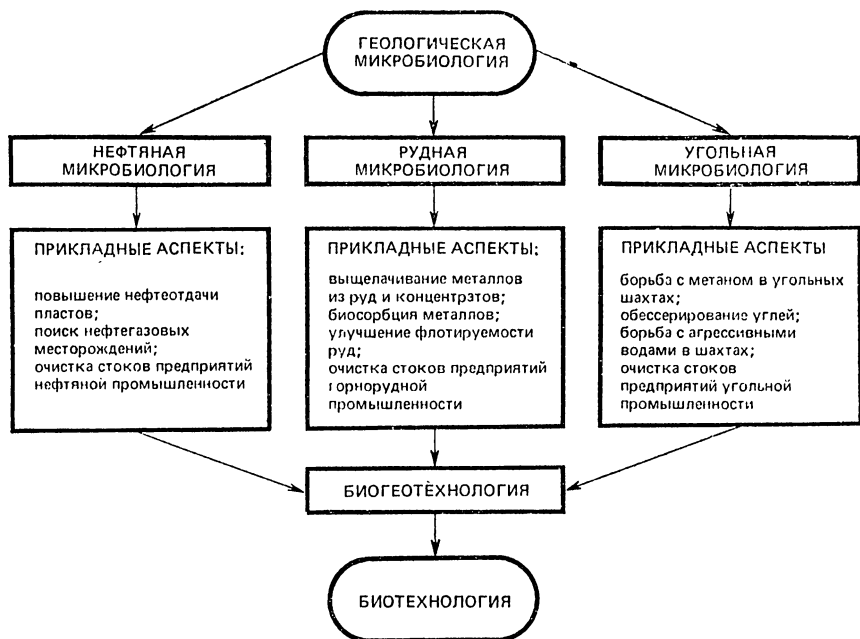 ГЕОЛОГИЧЕСКАЯ
МИКРОБИОЛОГИЯ
НЕФТЯНАЯ
МИКРОБИОЛОГИЯ
РУДНАЯ
МИКРОБИОЛОГИЯ
УГОЛЬНАЯ
МИКРОБИОЛОГИЯ
ПРИКЛАДНЫЕ АСПЕКТЫ:
повышение нефтеотдачи
пластов;
поиск нефтегазовых
месторождений;
очистка стоков предприятий
нефтяной промышленности
ПРИКЛАДНЫЕ АСПЕКТЫ:
выщелачивание металлов
из руд и концентратов;
биосорбция металлов;
улучшение флотируемости
руд;
очистка стоков предприятий
горнорудной
промышленности
ПРИКЛАДНЫЕ АСПЕКТЫ
борьба с метаном в угольных
шахтах;
обессерирование углей;
борьба с агрессивными
водами в шахтах;
очистка стоков
предприятий угольной
промышленности
БИОГЕОТЕХНОЛОГИЯ
БИОТЕХНОЛОГИЯ